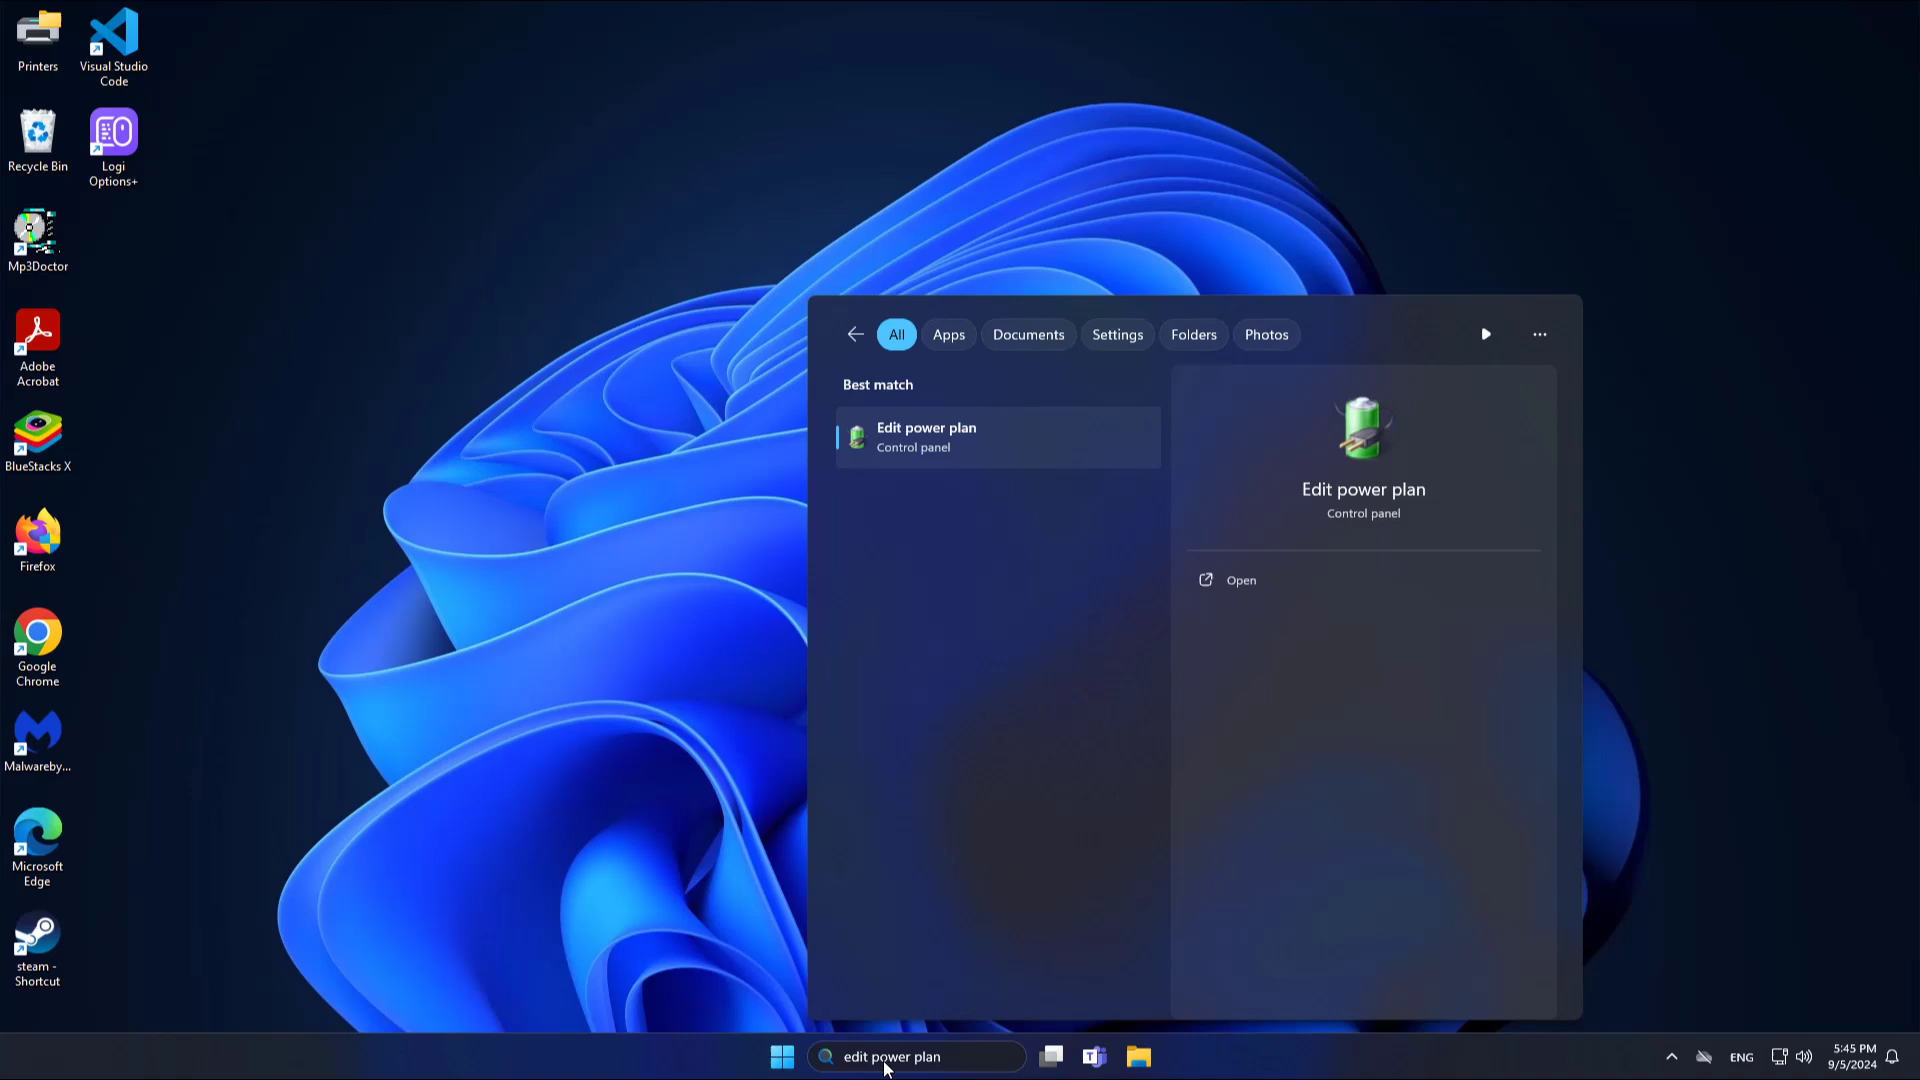 Printers
Visual Studio
Code
Recycle Bin
Logi
Options+
Mp3Doctor
Adobe
Acrobat
BlueStacks X
Firefox
Google
Chrome
Malwareby...
Microsoft
Edge
steam -
Shortcut
All
Apps
Documents
Settings
Folders
Photos
Best match
Edit power plan
Control panel
Edit power plan
Control panel
Open
edit power plan
ENG
5:45 PM
9/5/2024